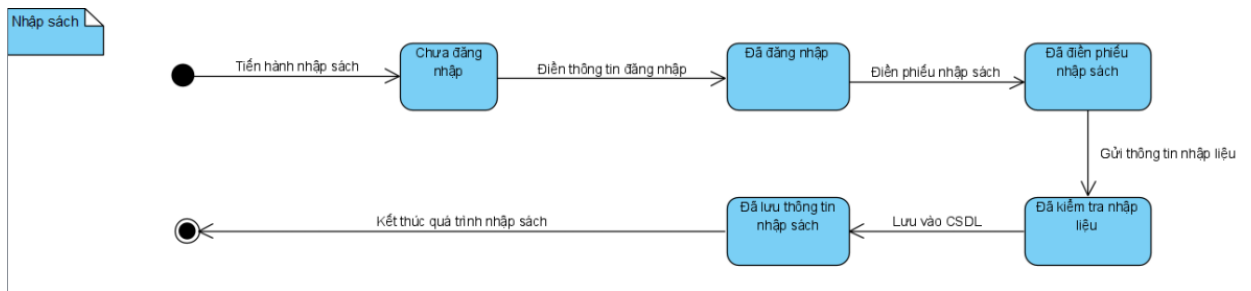 Nhập sách
Tiến hành nhập sách
Chưa đăng
nhập
Điền thông tin đăng nhập
Đã đăng nhập
Điền phiếu nhập sách
Đã điền phiếu
nhập sách
Gửi thông tin nhập liệu
Kết thúc quá trình nhập sách
Đã lưu thông tin
nhập sách
Lưu vào CSDL
Đã kiểm tra nhập
liệu